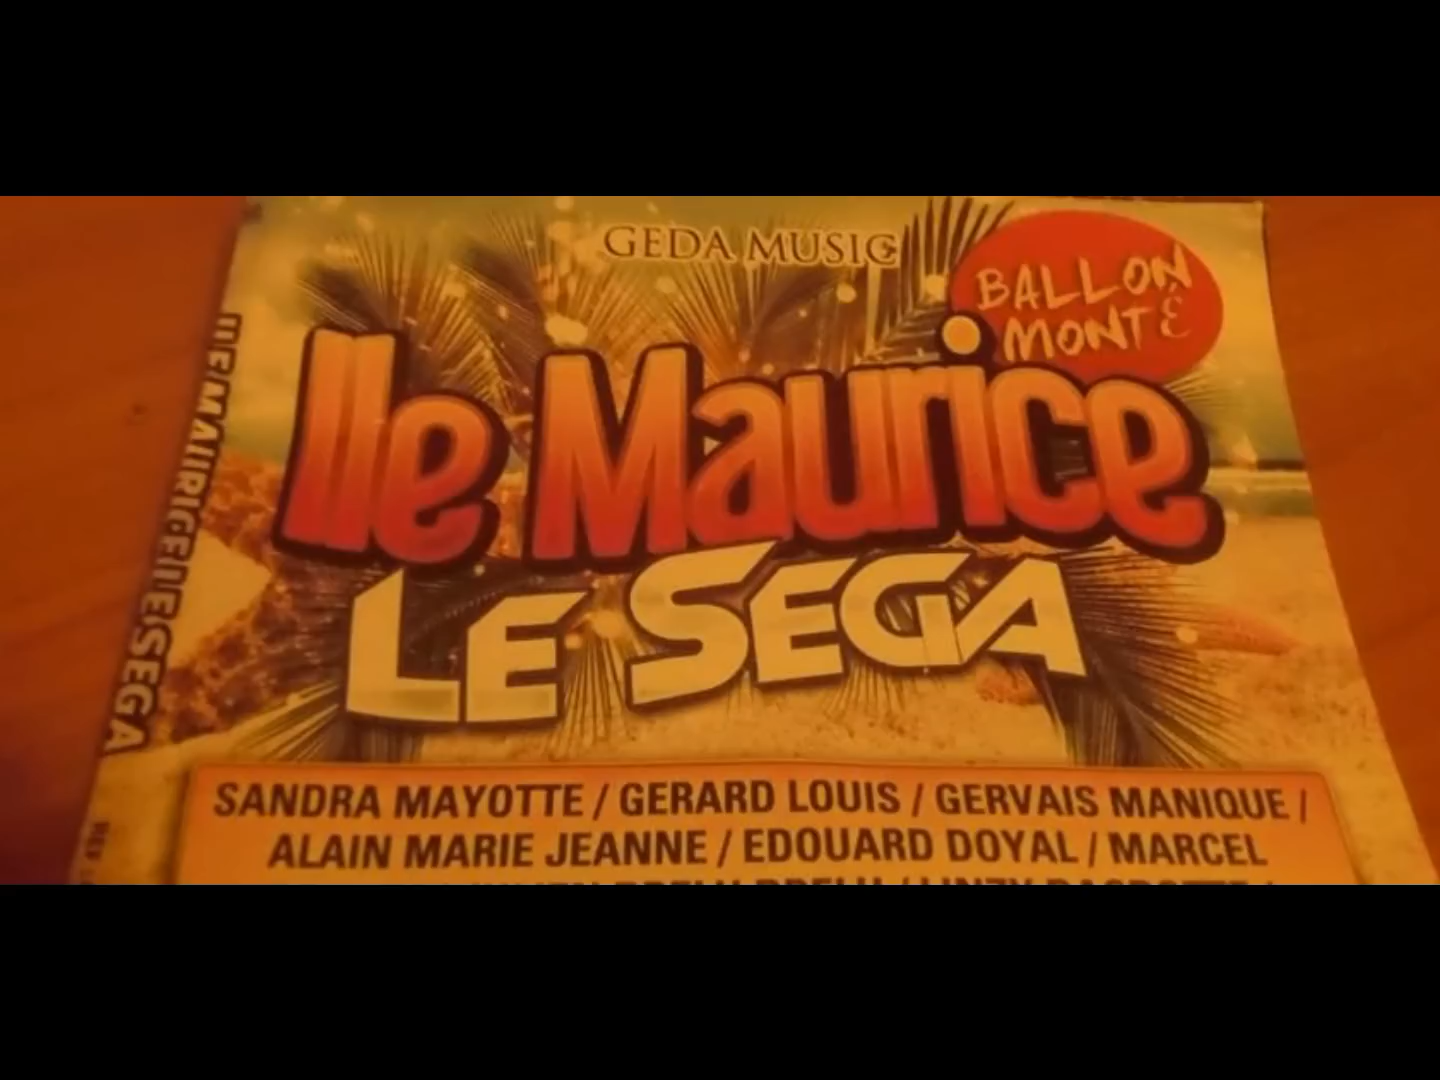 GEDA MUSIC
BALLON
MONTÉ
Ile Maurice
LE SEGA
ILE MAURICE LE SEGA
SANDRA MAYOTTE / GERARD LOUIS / GERVAIS MANIQUE /
ALAIN MARIE JEANNE / EDOUARD DOYAL / MARCEL